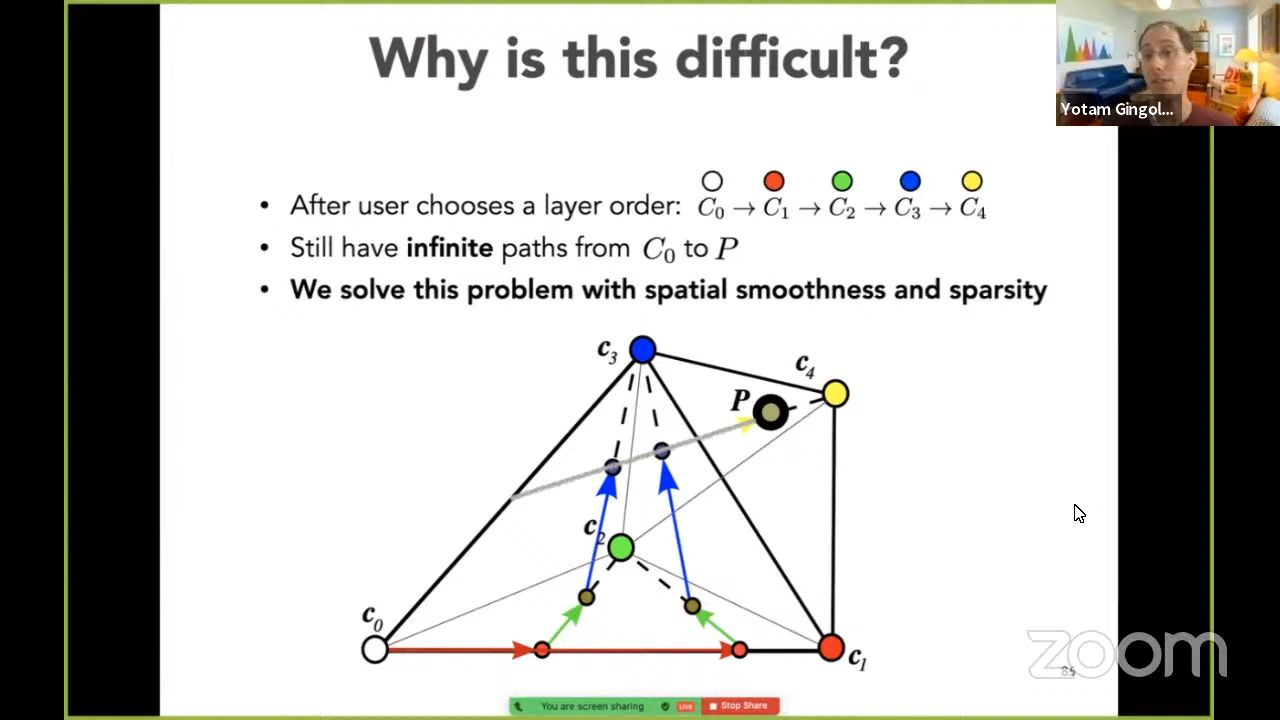 Why is this difficult?
Yotam Gingol...
• After user chooses a layer order: C₀ → C₁ → C₂ → C₃ → C₄
• Still have infinite paths from C₀ to P
• We solve this problem with spatial smoothness and sparsity
c₃
c₄
P
c₂
c₀
c₁
zoom
85
You are screen sharing LIVE Stop Share